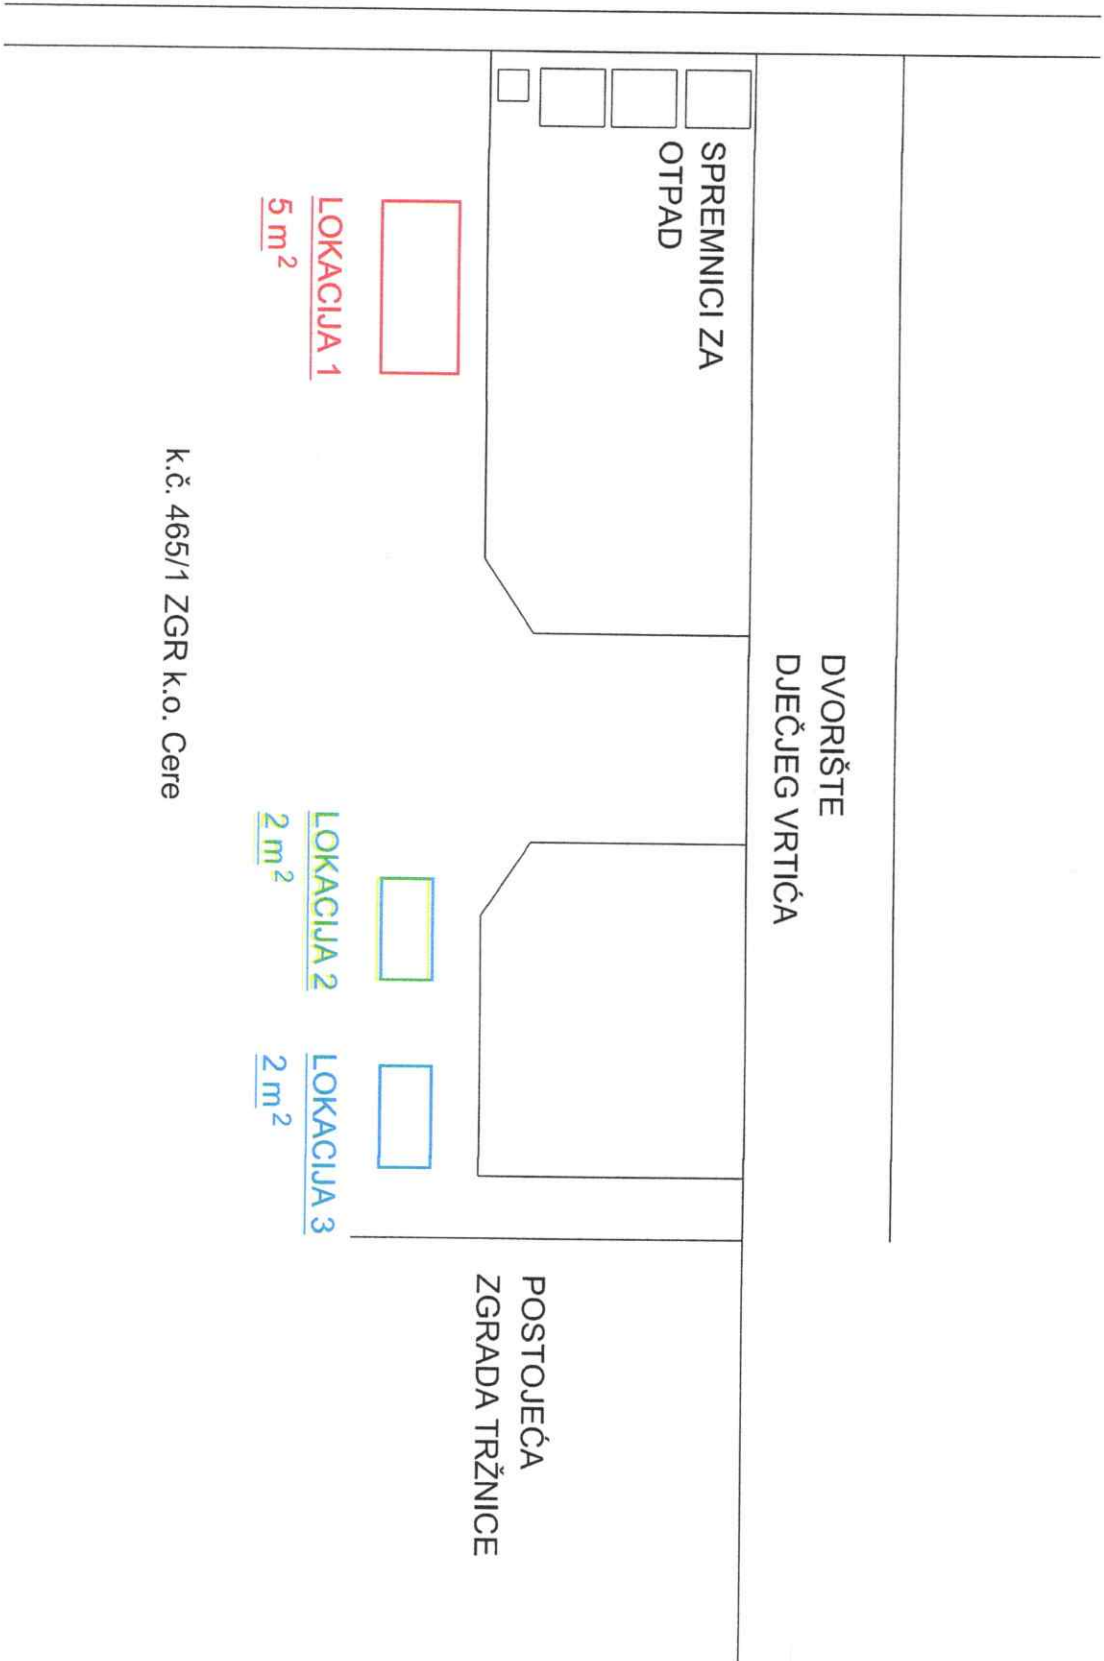 DVORIŠTE
DJEČJEG VRTIĆA
SPREMNICI ZA
OTPAD
POSTOJEĆA
ZGRADA TRŽNICE
LOKACIJA 1
5 m²
LOKACIJA 2
2 m²
LOKACIJA 3
2 m²
k.č. 465/1 ZGR k.o. Cere